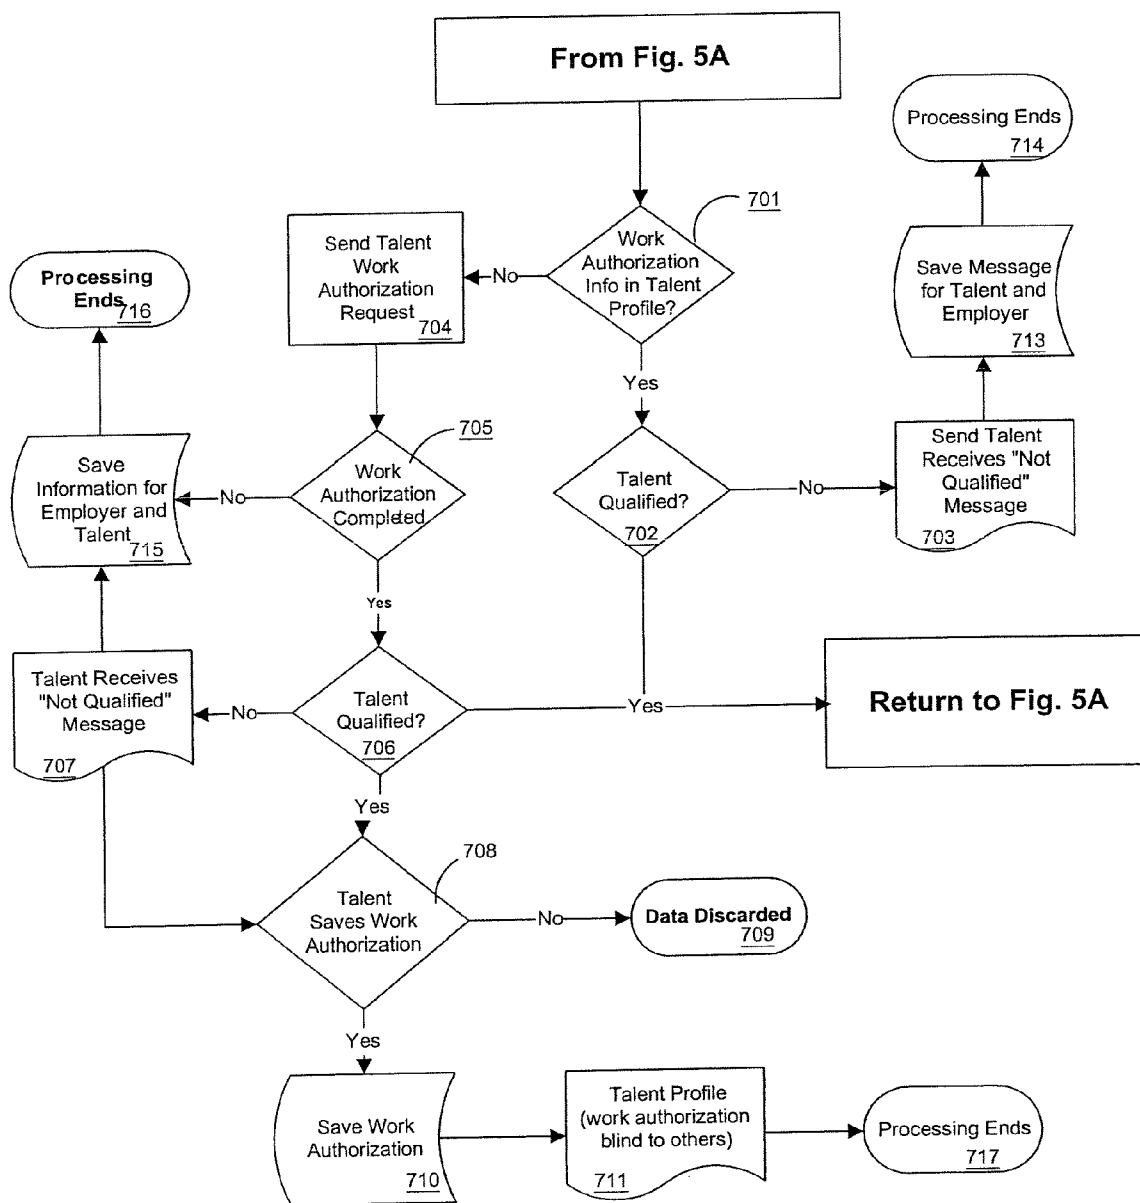 From Fig. 5A
Processing Ends
714
701
Work
Authorization
Info in Talent
Profile?
Send Talent
Work
Authorization
Request
704
No
Save Message
for Talent and
Employer
713
Processing
Ends
716
Yes
705
Send Talent
Receives "Not
Qualified"
Message
703
Talent
Qualified?
702
No
Work
Authorization
Completed
No
Save
Information for
Employer and
Talent
715
Yes
Talent Receives
"Not Qualified"
Message
707
No
Talent
Qualified?
706
Yes
Return to Fig. 5A
Yes
708
Talent
Saves Work
Authorization
No
Data Discarded
709
Yes
Save Work
Authorization
710
Talent Profile
(work authorization
blind to others)
711
Processing Ends
717